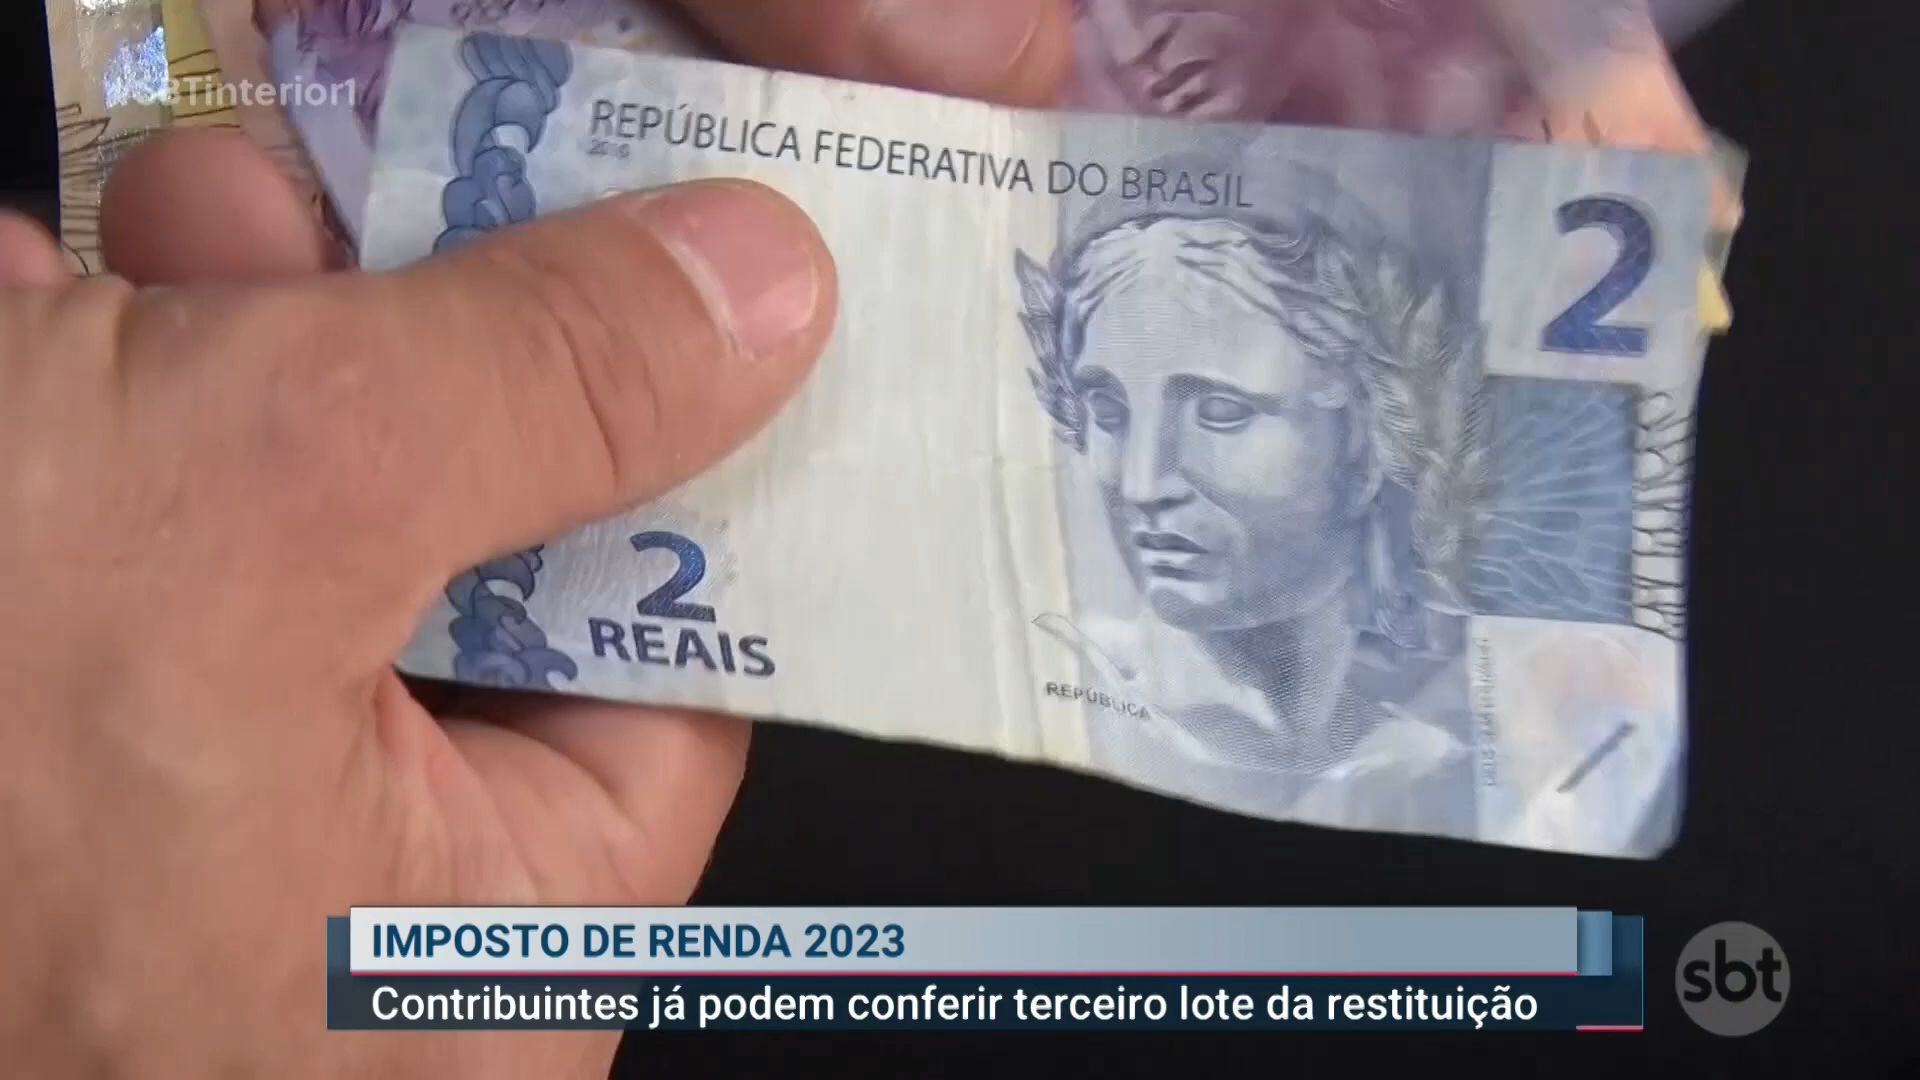 #SBTinterior1
REPÚBLICA FEDERATIVA DO BRASIL
2010
2
2
REAIS
REPÚBLICA
IMPOSTO DE RENDA 2023
Contribuintes já podem conferir terceiro lote da restituição
sbt